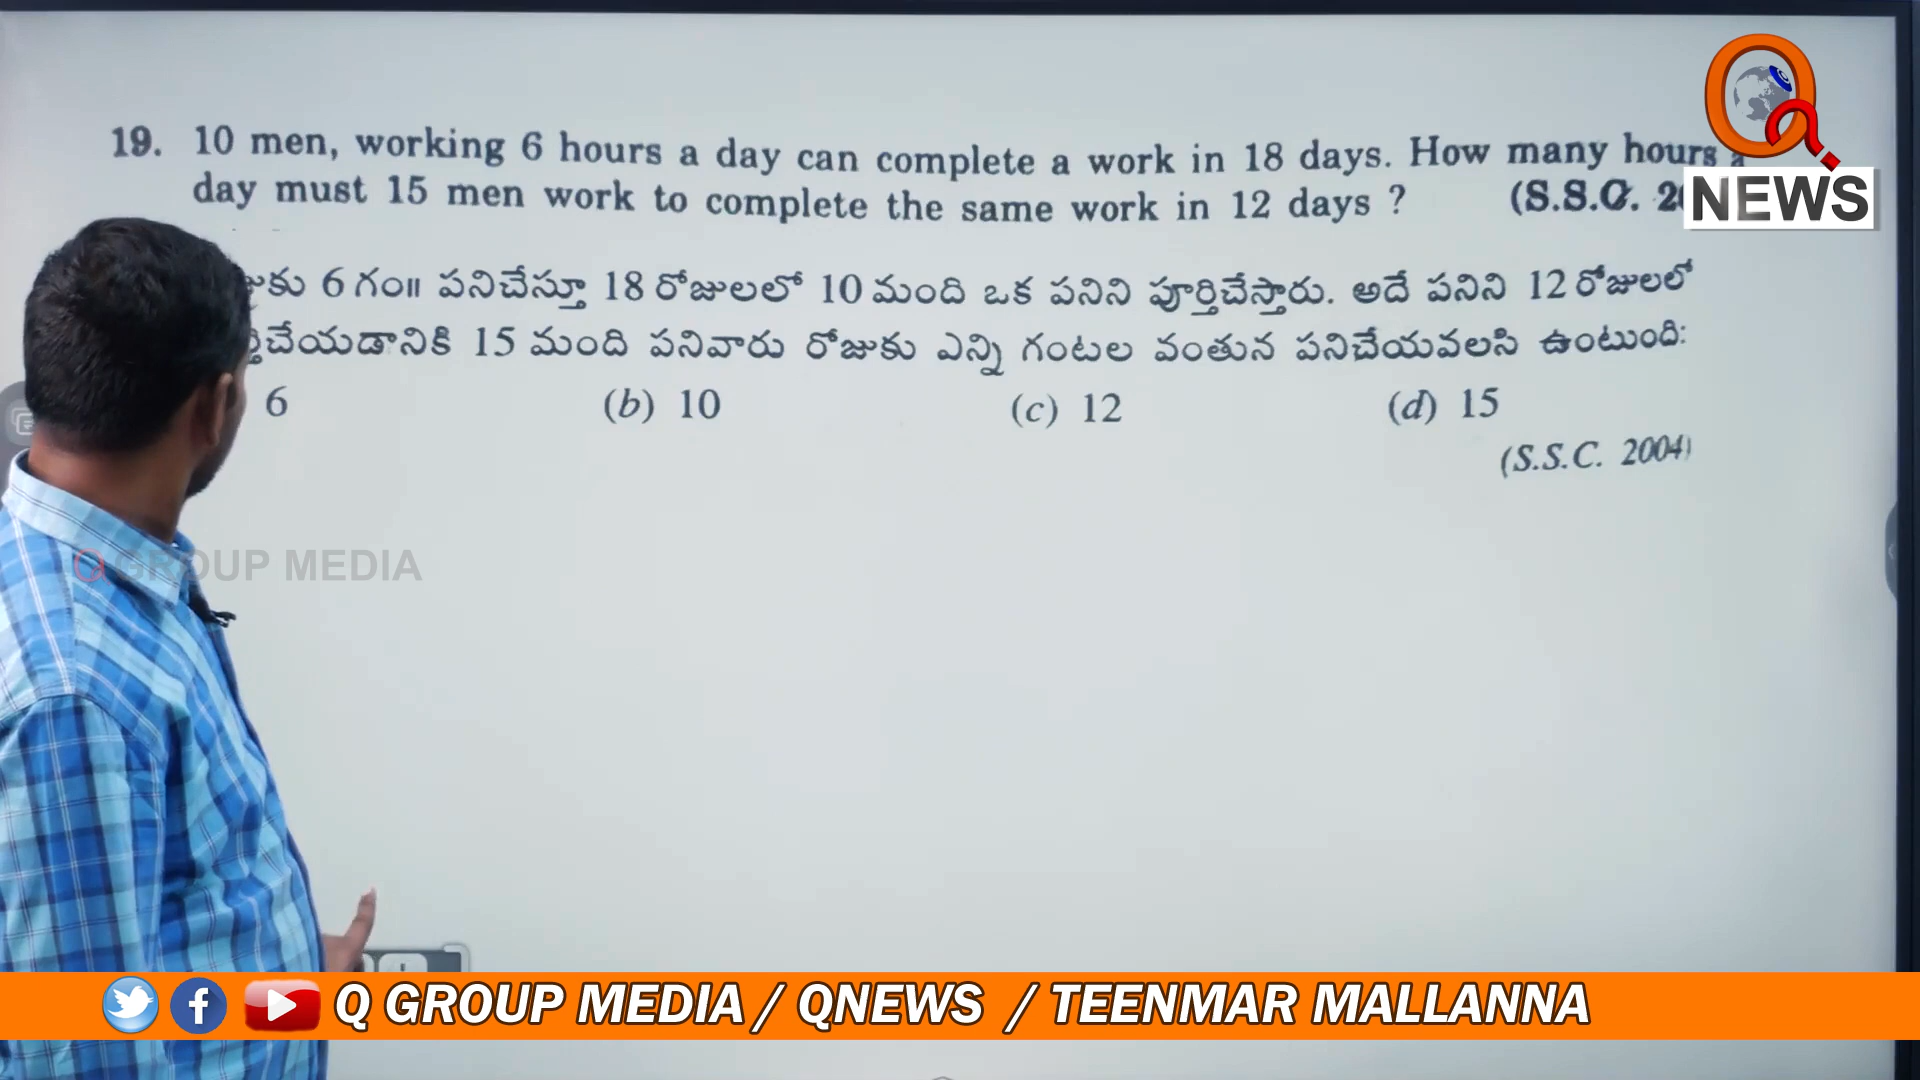 19. 10 men, working 6 hours a day can complete a work in 18 days. How many hours a
day must 15 men work to complete the same work in 12 days ? (S.S.C.
NEWS
6 గం॥ పనిచేస్తూ 18 రోజులలో 10 మంది ఒక పనిని పూర్తిచేస్తారు. అదే పనిని 12 రోజులలో
15 మంది పనివారు రోజుకు ఎన్ని గంటల వంతున పనిచేయవలసి ఉంటుంది:
6 (b) 10 (c) 12 (d) 15
(S.S.C. 2004)
Q GROUP MEDIA
Q GROUP MEDIA / QNEWS / TEENMAR MALLANNA